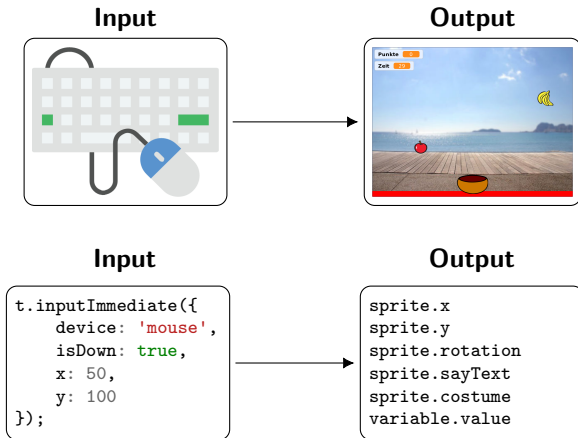 Input
Output
Punkte
Zeit
Input
Output
t.inputImmediate({
    device: 'mouse',
    isDown: true,
    x: 50,
    y: 100
});
sprite.x
sprite.y
sprite.rotation
sprite.sayText
sprite.costume
variable.value